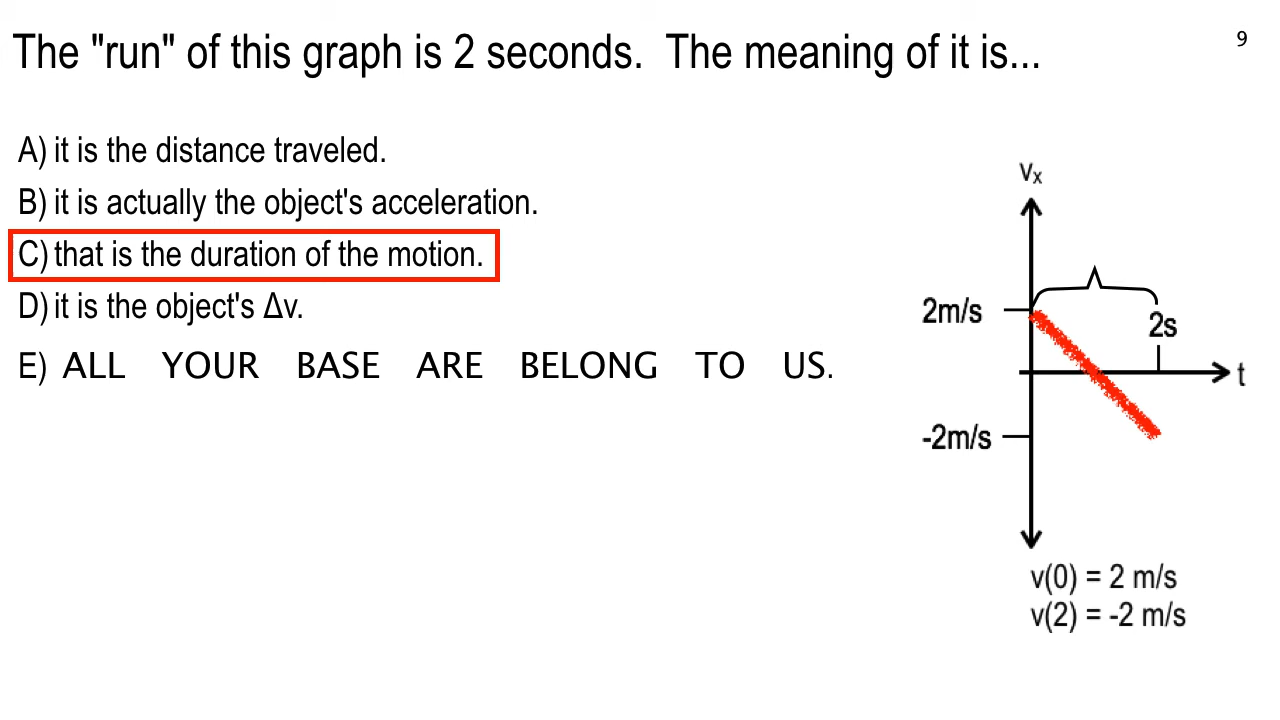 The "run" of this graph is 2 seconds.  The meaning of it is...
9
A) it is the distance traveled.
B) it is actually the object's acceleration.
C) that is the duration of the motion.
D) it is the object's Δv.
E) ALL YOUR BASE ARE BELONG TO US.
vₓ
2m/s
2s
t
-2m/s
v(0) = 2 m/s
v(2) = -2 m/s